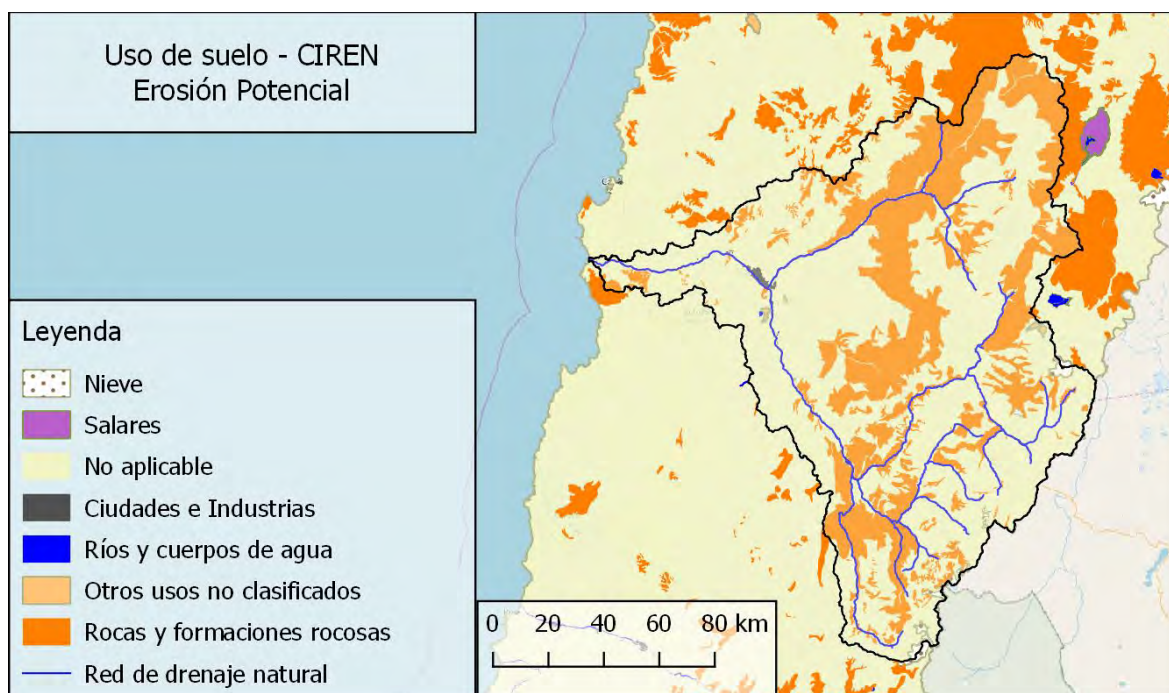 Uso de suelo - CIREN
Erosión Potencial
Leyenda
Nieve
Salares
No aplicable
Ciudades e Industrias
Ríos y cuerpos de agua
Otros usos no clasificados
Rocas y formaciones rocosas
Red de drenaje natural
0 20 40 60 80 km